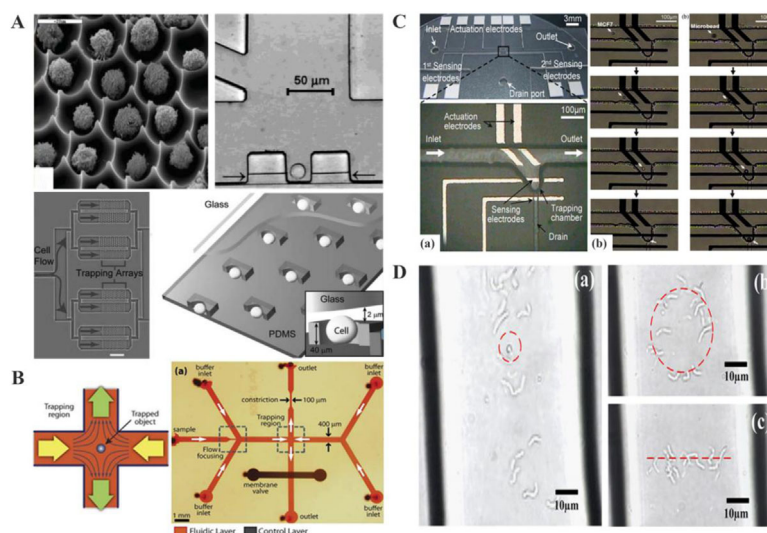 A
50 µm
Cell
Flow
Trapping
Arrays
Glass
PDMS
Glass
2 µm
Cell
40 µm
B
Trapping
region
Trapped
object
(a)
buffer
inlet
outlet
buffer
inlet
constriction
100 µm
Trapping
region
400 µm
sample
Flow
focusing
membrane
valve
buffer
inlet
outlet
buffer
inlet
1 mm
Fluidic Layer
Control Layer
C
3mm
Inlet
Actuation electrodes
Outlet
1st Sensing
electrodes
2nd Sensing
electrodes
Drain port
100µm
Actuation
electrodes
Inlet
Outlet
Sensing
electrodes
Trapping
chamber
Drain
(a)
100µm
MCF7
Microbead
(b)
D
(a)
10µm
(b
10µm
(c)
10µm